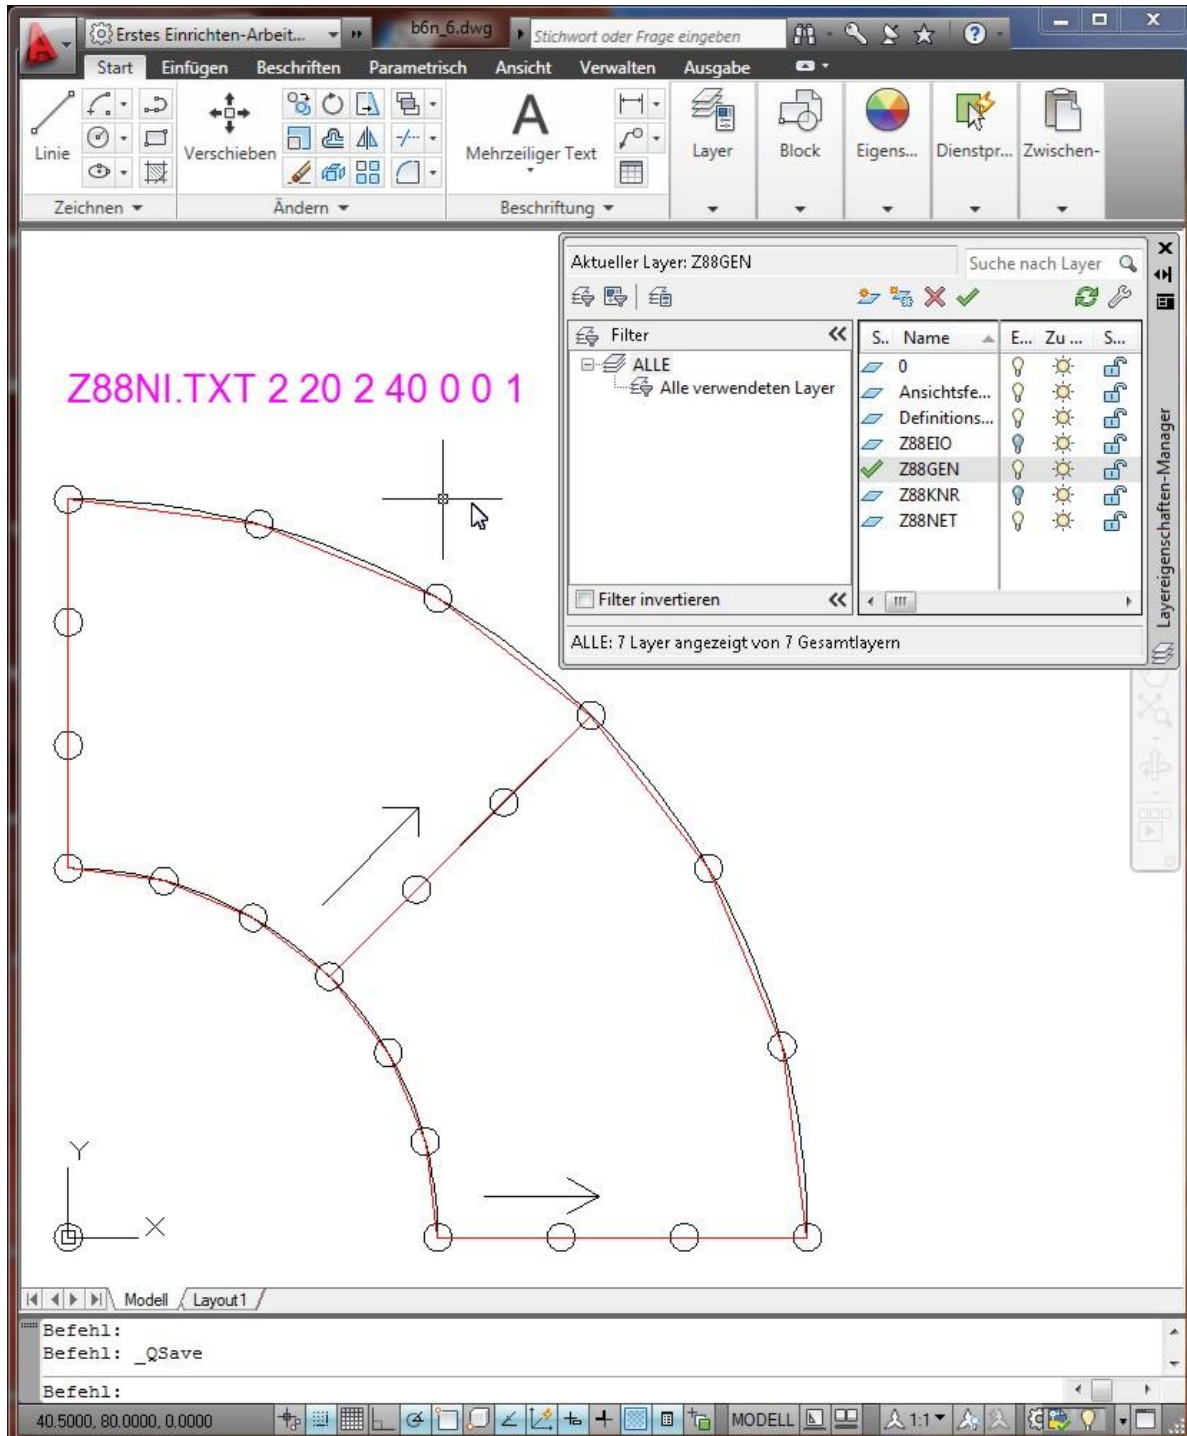 Erstes Einrichten-Arbeit...
b6n_6.dwg
Stichwort oder Frage eingeben
Start Einfügen Beschriften Parametrisch Ansicht Verwalten Ausgabe
Linie
Verschieben
A
Mehrzeiliger Text
Layer
Block
Eigens...
Dienstpr...
Zwischen-
Zeichnen
Ändern
Beschriftung
Aktueller Layer: Z88GEN
Suche nach Layer
Filter
ALLE
Alle verwendeten Layer
S.. Name E... Zu ... S...
0
Ansichtsfe...
Definitions...
Z88EIO
Z88GEN
Z88KNR
Z88NET
Filter invertieren
ALLE: 7 Layer angezeigt von 7 Gesamtlayern
Layereigenschaften-Manager
Z88NI.TXT 2 20 2 40 0 0 1
Y
X
Modell Layout1
Befehl:
Befehl: _QSave
Befehl:
40.5000, 80.0000, 0.0000
MODELL
1:1